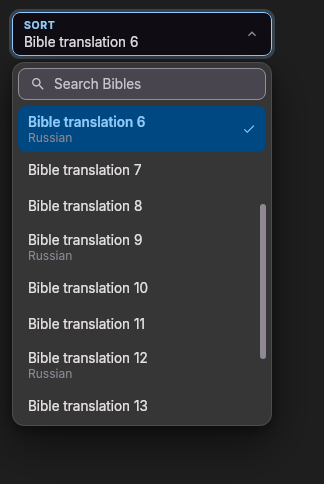 SORT
Bible translation 6
Search Bibles
Bible translation 6
Russian
Bible translation 7
Bible translation 8
Bible translation 9
Russian
Bible translation 10
Bible translation 11
Bible translation 12
Russian
Bible translation 13